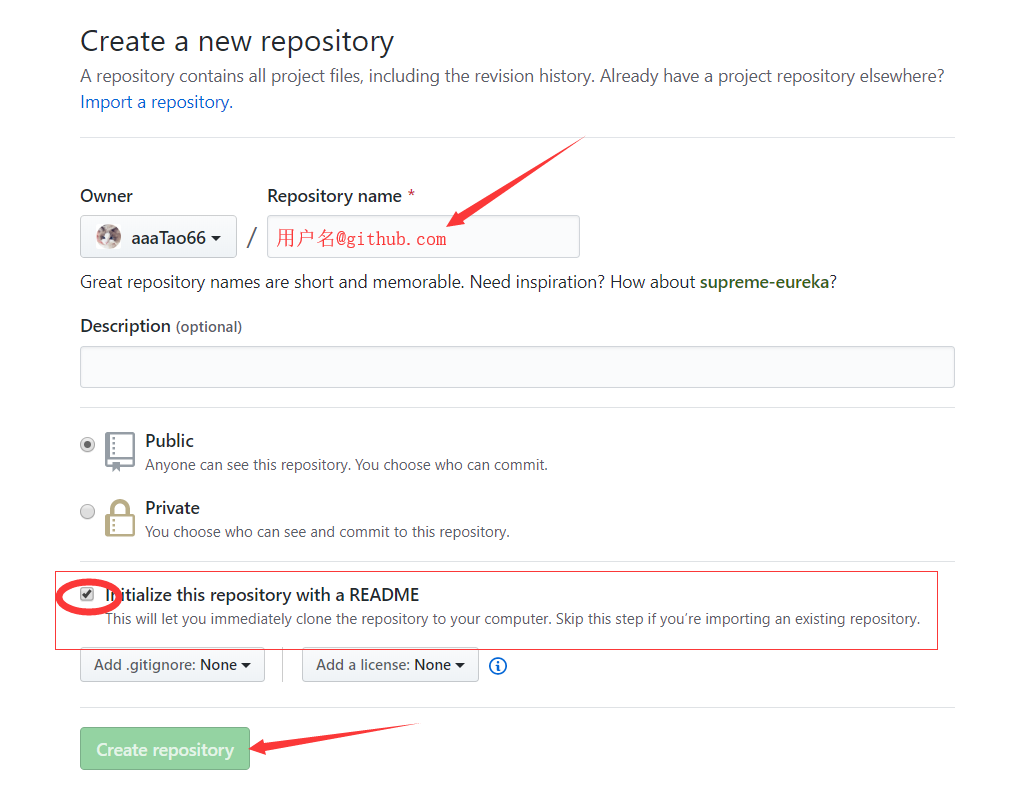 Create a new repository
A repository contains all project files, including the revision history. Already have a project repository elsewhere?
Import a repository.
Owner
Repository name *
aaaTao66
/
用户名@github.com
Great repository names are short and memorable. Need inspiration? How about supreme-eureka?
Description (optional)
Public
Anyone can see this repository. You choose who can commit.
Private
You choose who can see and commit to this repository.
Initialize this repository with a README
This will let you immediately clone the repository to your computer. Skip this step if you’re importing an existing repository.
Add .gitignore: None
Add a license: None
Create repository